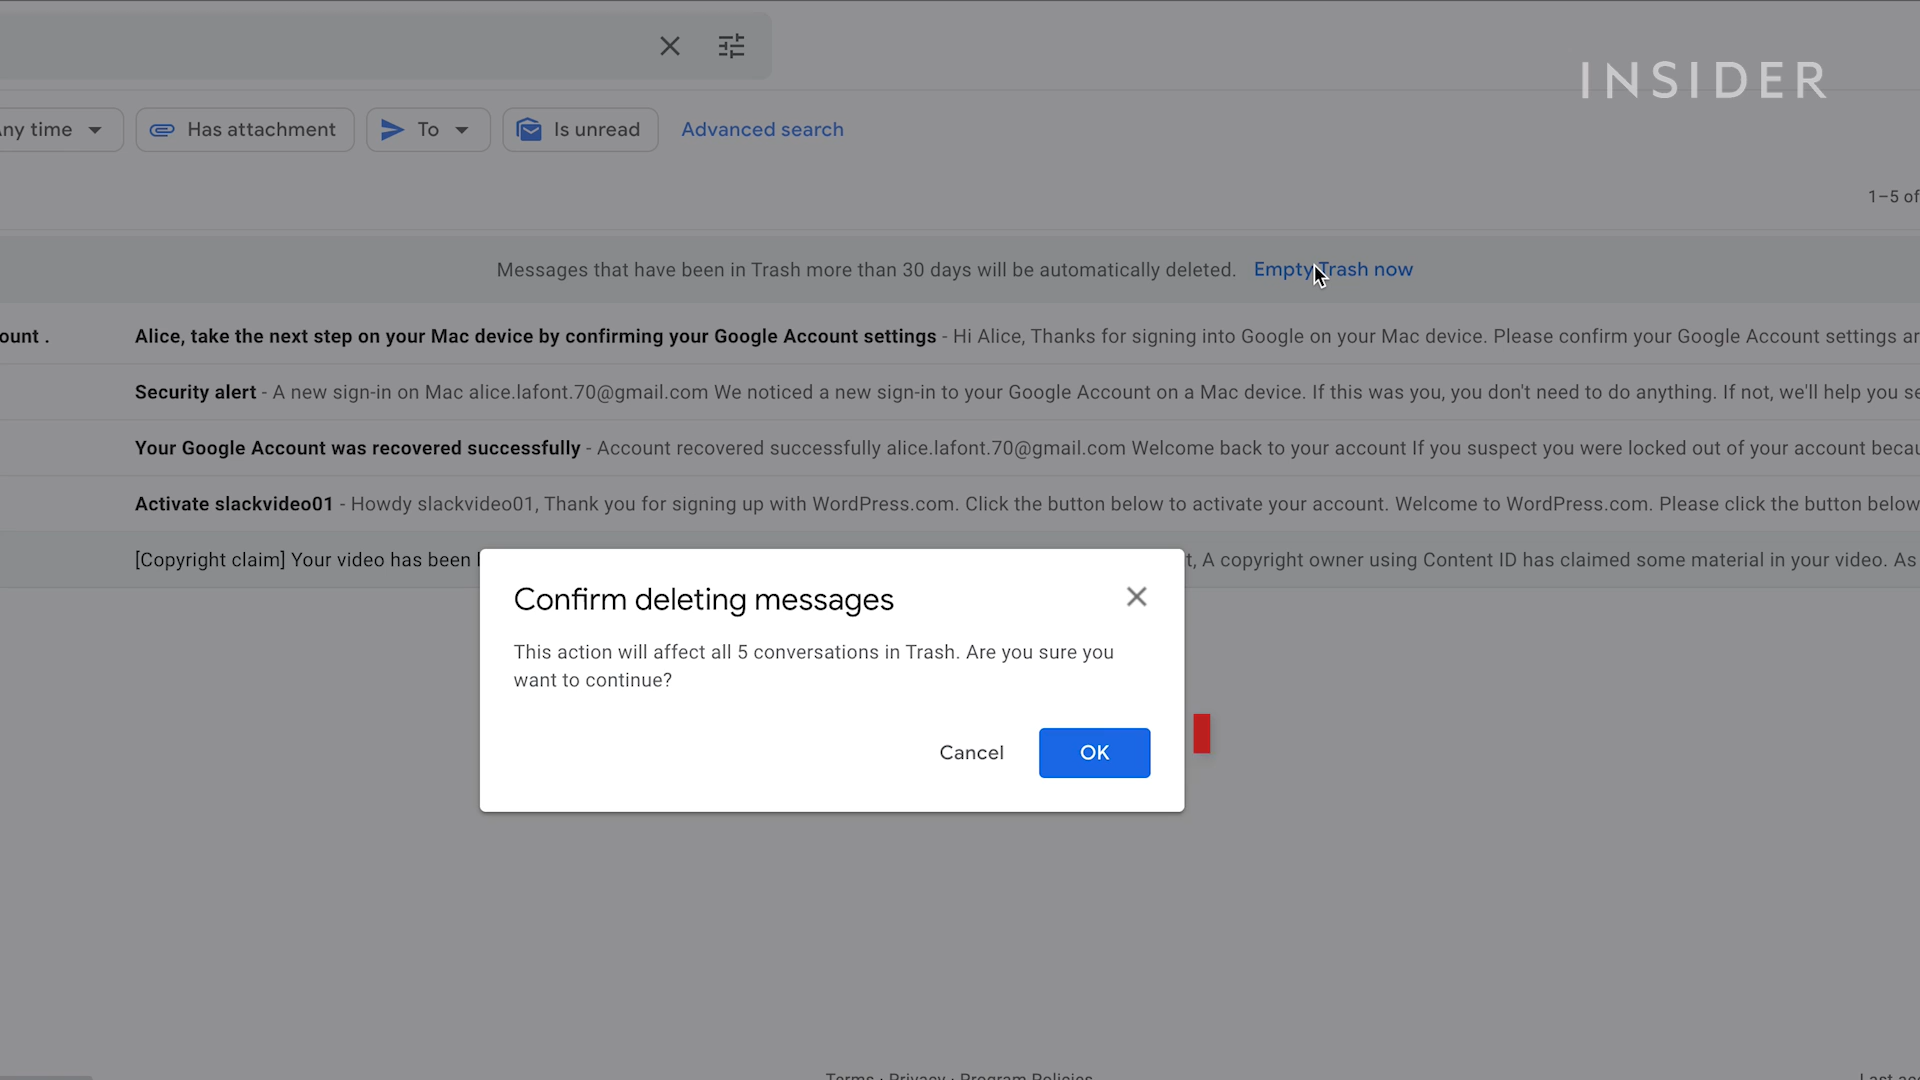 INSIDER
ny time
Has attachment
To
Is unread
Advanced search
1–5 of
Messages that have been in Trash more than 30 days will be automatically deleted. Empty Trash now
ount . Alice, take the next step on your Mac device by confirming your Google Account settings - Hi Alice, Thanks for signing into Google on your Mac device. Please confirm your Google Account settings ar
Security alert - A new sign-in on Mac alice.lafont.70@gmail.com We noticed a new sign-in to your Google Account on a Mac device. If this was you, you don't need to do anything. If not, we'll help you se
Your Google Account was recovered successfully - Account recovered successfully alice.lafont.70@gmail.com Welcome back to your account If you suspect you were locked out of your account becau
Activate slackvideo01 - Howdy slackvideo01, Thank you for signing up with WordPress.com. Click the button below to activate your account. Welcome to WordPress.com. Please click the button below
[Copyright claim] Your video has been t, A copyright owner using Content ID has claimed some material in your video. As
Confirm deleting messages
This action will affect all 5 conversations in Trash. Are you sure you
want to continue?
Cancel
OK
Terms · Privacy · Program Policies
Last ac